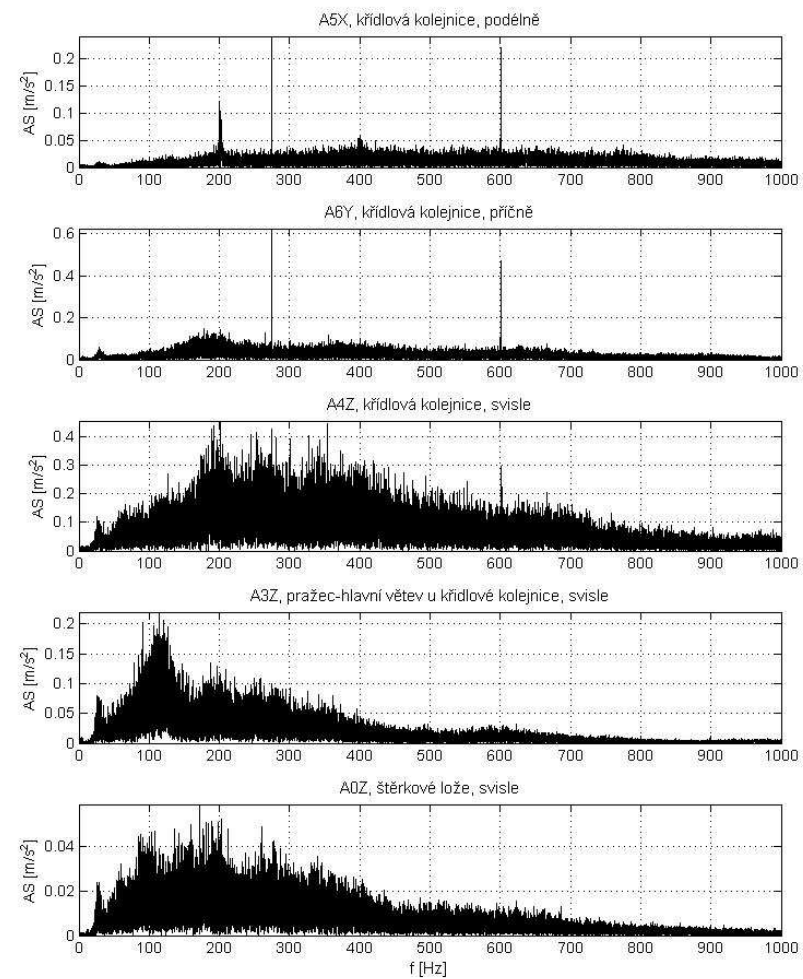 A5X, křídlová kolejnice, podélně
AS [m/s²]
0.2
0.15
0.1
0.05
0
0 100 200 300 400 500 600 700 800 900 1000
A6Y, křídlová kolejnice, příčně
AS [m/s²]
0.6
0.4
0.2
0
0 100 200 300 400 500 600 700 800 900 1000
A4Z, křídlová kolejnice, svisle
AS [m/s²]
0.4
0.3
0.2
0.1
0
0 100 200 300 400 500 600 700 800 900 1000
A3Z, pražec-hlavní větev u křídlové kolejnice, svisle
AS [m/s²]
0.2
0.15
0.1
0.05
0
0 100 200 300 400 500 600 700 800 900 1000
A0Z, štěrkové lože, svisle
AS [m/s²]
0.04
0.02
0
0 100 200 300 400 500 600 700 800 900 1000
f [Hz]